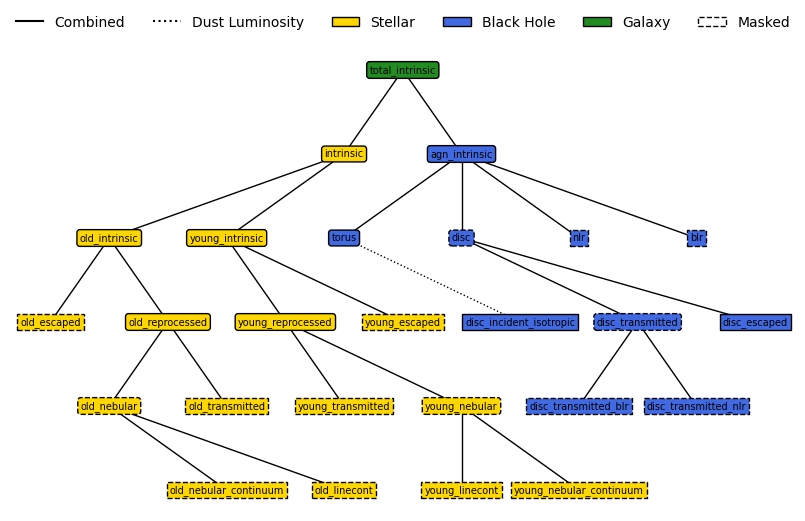 Combined Dust Luminosity Stellar Black Hole Galaxy Masked
total_intrinsic
intrinsic agn_intrinsic
old_intrinsic young_intrinsic torus disc nlr blr
old_escaped old_reprocessed young_reprocessed young_escaped disc_incident_isotropic disc_transmitted disc_escaped
old_nebular old_transmitted young_transmitted young_nebular disc_transmitted_blr disc_transmitted_nlr
old_nebular_continuum old_linecont young_linecont young_nebular_continuum